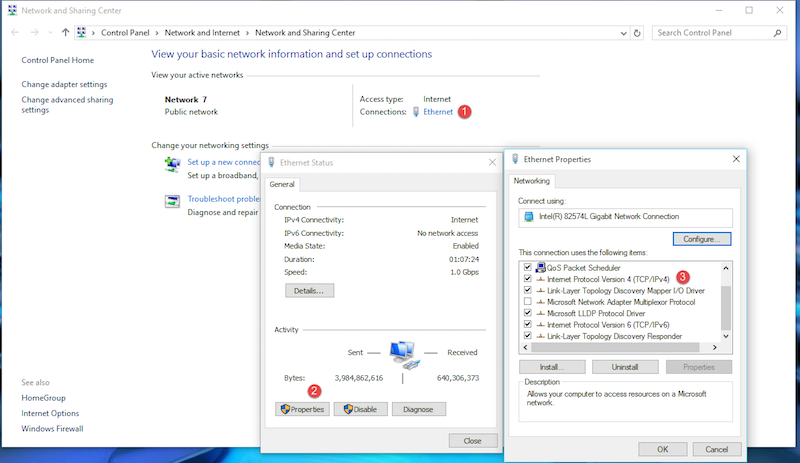 Network and Sharing Center
Control Panel > Network and Internet > Network and Sharing Center
Search Control Panel
Control Panel Home
Change adapter settings
Change advanced sharing
settings
View your basic network information and set up connections
View your active networks
Network 7
Public network
Access type: Internet
Connections: Ethernet 1
Change your networking settings
Set up a new connec
Set up a broadband,
Troubleshoot proble
Diagnose and repair
See also
HomeGroup
Internet Options
Windows Firewall
Ethernet Status
General
Connection
IPv4 Connectivity: Internet
IPv6 Connectivity: No network access
Media State: Enabled
Duration: 01:07:24
Speed: 1.0 Gbps
Details...
Activity
Sent — — Received
Bytes: 3,984,862,616 | 640,306,373
2
Properties Disable Diagnose
Close
Ethernet Properties
Networking
Connect using:
Intel(R) 82574L Gigabit Network Connection
Configure...
This connection uses the following items:
QoS Packet Scheduler
Internet Protocol Version 4 (TCP/IPv4) 3
Link-Layer Topology Discovery Mapper I/O Driver
Microsoft Network Adapter Multiplexor Protocol
Microsoft LLDP Protocol Driver
Internet Protocol Version 6 (TCP/IPv6)
Link-Layer Topology Discovery Responder
Install... Uninstall Properties
Description
Allows your computer to access resources on a Microsoft
network.
OK Cancel